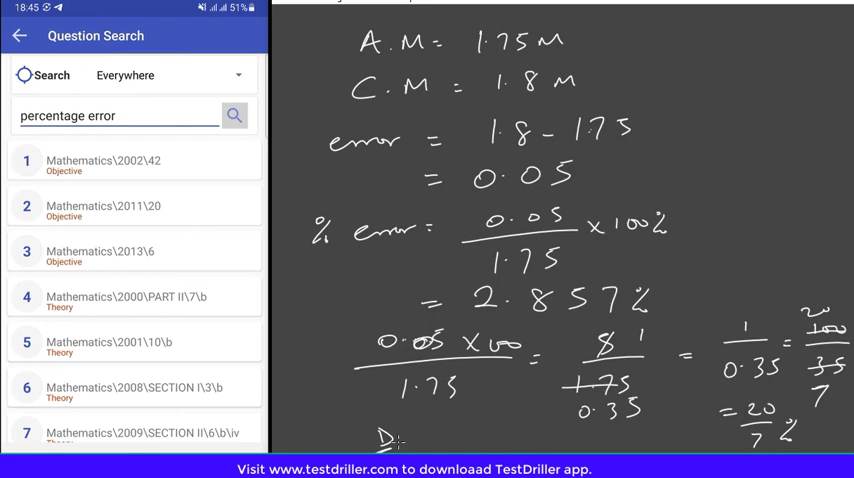 18:45 51%
Question Search
Search Everywhere
percentage error
1 Mathematics\2002\42
Objective
2 Mathematics\2011\20
Objective
3 Mathematics\2013\6
Objective
4 Mathematics\2000\PART II\7\b
Theory
5 Mathematics\2001\10\b
Theory
6 Mathematics\2008\SECTION I\3\b
Theory
7 Mathematics\2009\SECTION II\6\b\iv
Theory
A.M = 1.75 M
C.M = 1.8 M
error = 1.8 - 1.75
= 0.05
% error = 0.05/1.75 × 100%
= 2.857%
0.05 × 100/1.75 = 1/0.35 = 1/0.35 = 20/7
= 20/7 %
D
Visit www.testdriller.com to downloaad TestDriller app.